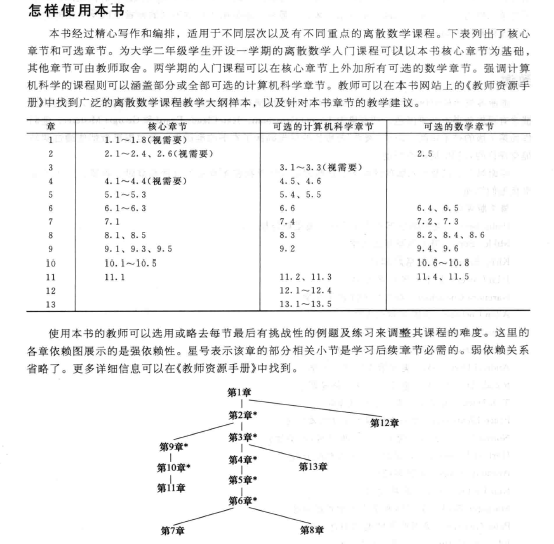 怎样使用本书
本书经过精心写作和编排，适用于不同层次以及有不同重点的离散数学课程。下表列出了核心
章节和可选章节。为大学二年级学生开设一学期的离散数学入门课程可以以本书核心章节为基础，
其他章节可由教师取舍。两学期的入门课程可以在核心章节上外加所有可选的数学章节。强调计算
机科学的课程则可以涵盖部分或全部可选的计算机科学章节。教师可以在本书网站上的《教师资源手
册》中找到广泛的离散数学课程教学大纲样本，以及针对本书章节的教学建议。
章 核心章节 可选的计算机科学章节 可选的数学章节
1 1.1～1.8(视需要)
2 2.1～2.4、2.6(视需要) 2.5
3 3.1～3.3(视需要)
4 4.1～4.4(视需要) 4.5、4.6
5 5.1～5.3 5.4、5.5
6 6.1～6.3 6.6 6.4、6.5
7 7.1 7.4 7.2、7.3
8 8.1、8.5 8.3 8.2、8.4、8.6
9 9.1、9.3、9.5 9.2 9.4、9.6
10 10.1～10.5 10.6～10.8
11 11.1 11.2、11.3 11.4、11.5
12 12.1～12.4
13 13.1～13.5
使用本书的教师可以选用或略去每节最后有挑战性的例题及练习来调整其课程的难度。这里的
各章依赖图展示的是强依赖性。星号表示该章的部分相关小节是学习后续章节必需的。弱依赖关系
省略了。更多详细信息可以在《教师资源手册》中找到。
第1章
第2章*
第12章
第9章*
第3章*
第10章*
第4章*
第13章
第11章
第5章*
第6章*
第7章
第8章